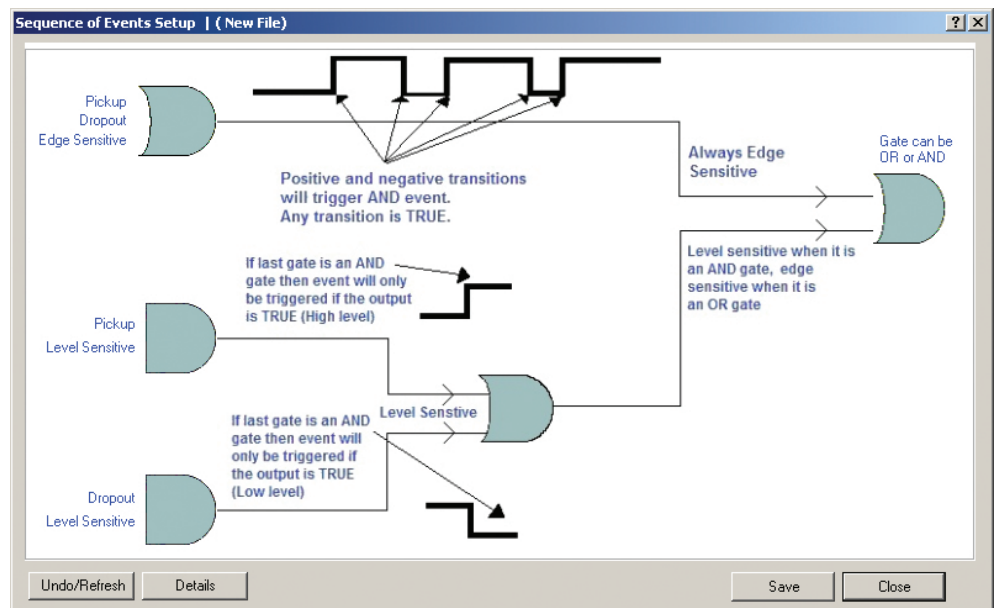 Sequence of Events Setup | ( New File)
Pickup
Dropout
Edge Sensitive
Positive and negative transitions
will trigger AND event.
Any transition is TRUE.
Always Edge
Sensitive
Gate can be
OR or AND
If last gate is an AND
gate then event will only
be triggered if the output
is TRUE (High level)
Level sensitive when it is
an AND gate, edge
sensitive when it is
an OR gate
Pickup
Level Sensitive
Level Senstive
If last gate is an AND
gate then event will
only be triggered if
the output is TRUE
(Low level)
Dropout
Level Sensitive
Undo/Refresh
Details
Save
Close